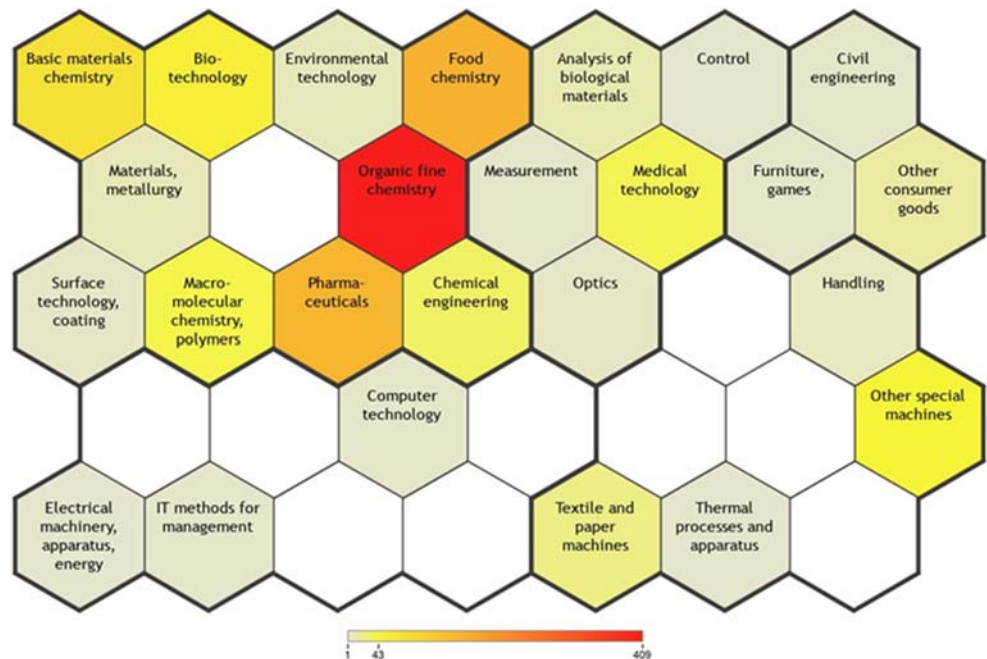 Basic materials
chemistry
Bio-
technology
Environmental
technology
Food
chemistry
Analysis of
biological
materials
Control
Civil
engineering
Materials,
metallurgy
Organic fine
chemistry
Measurement
Medical
technology
Furniture,
games
Other
consumer
goods
Surface
technology,
coating
Macro-
molecular
chemistry,
polymers
Pharma-
ceuticals
Chemical
engineering
Optics
Handling
Computer
technology
Other special
machines
Electrical
machinery,
apparatus,
energy
IT methods for
management
Textile and
paper
machines
Thermal
processes and
apparatus
1 43 409